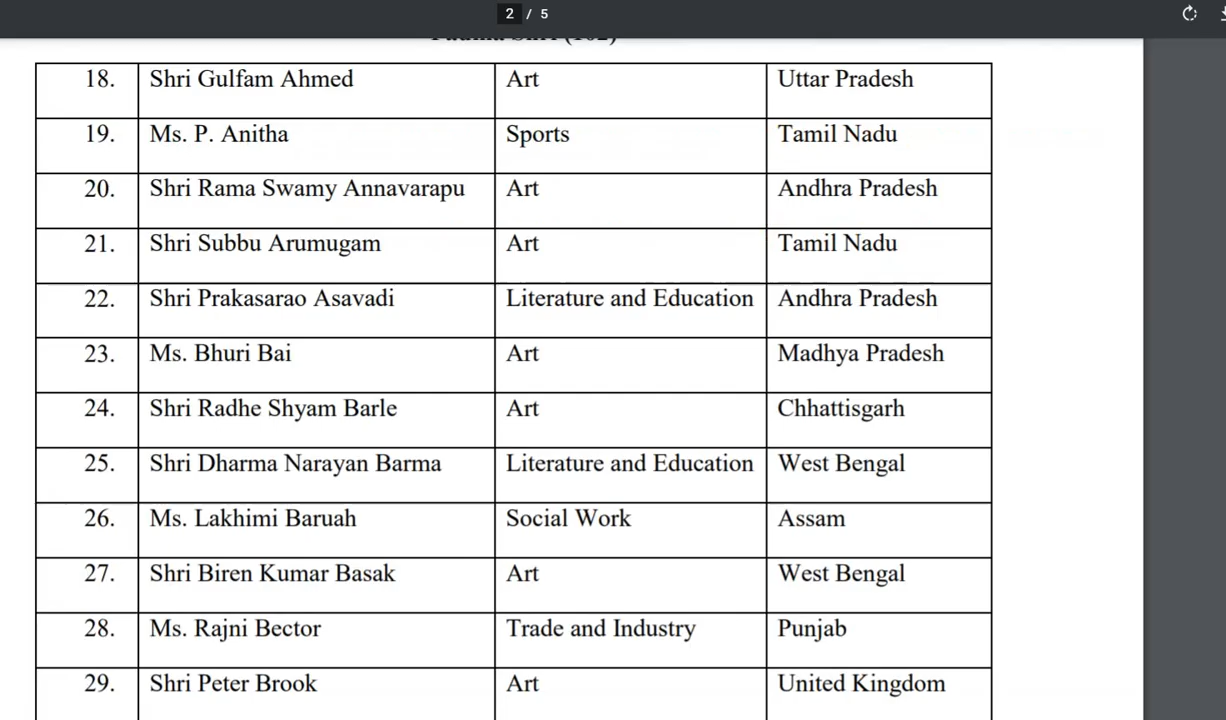 2 / 5
Padma Shri (102)
18. Shri Gulfam Ahmed Art Uttar Pradesh
19. Ms. P. Anitha Sports Tamil Nadu
20. Shri Rama Swamy Annavarapu Art Andhra Pradesh
21. Shri Subbu Arumugam Art Tamil Nadu
22. Shri Prakasarao Asavadi Literature and Education Andhra Pradesh
23. Ms. Bhuri Bai Art Madhya Pradesh
24. Shri Radhe Shyam Barle Art Chhattisgarh
25. Shri Dharma Narayan Barma Literature and Education West Bengal
26. Ms. Lakhimi Baruah Social Work Assam
27. Shri Biren Kumar Basak Art West Bengal
28. Ms. Rajni Bector Trade and Industry Punjab
29. Shri Peter Brook Art United Kingdom